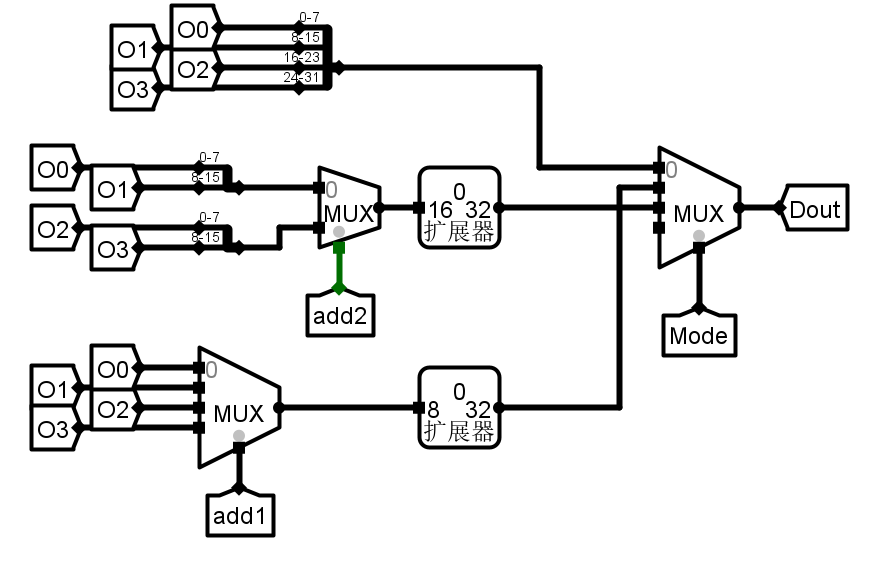 O0
0-7
O1
8-15
O2
16-23
O3
24-31
O0
0-7
O1
8-15
O2
0-7
O3
8-15
0
MUX
add2
0
16 32
扩展器
0
MUX
Mode
Dout
O0
O1
O2
O3
0
MUX
add1
0
8 32
扩展器